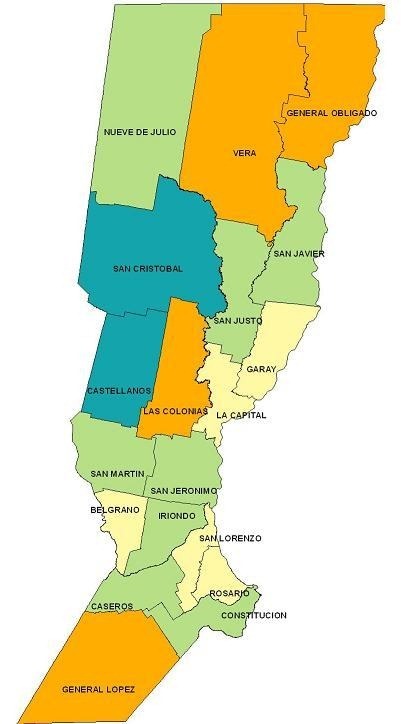 GENERAL OBLIGADO
NUEVE DE JULIO
VERA
SAN JAVIER
SAN CRISTOBAL
SAN JUSTO
GARAY
CASTELLANOS
LAS COLONIAS
LA CAPITAL
SAN MARTIN
SAN JERONIMO
BELGRANO
IRIONDO
SAN LORENZO
ROSARIO
CASEROS
CONSTITUCION
GENERAL LOPEZ